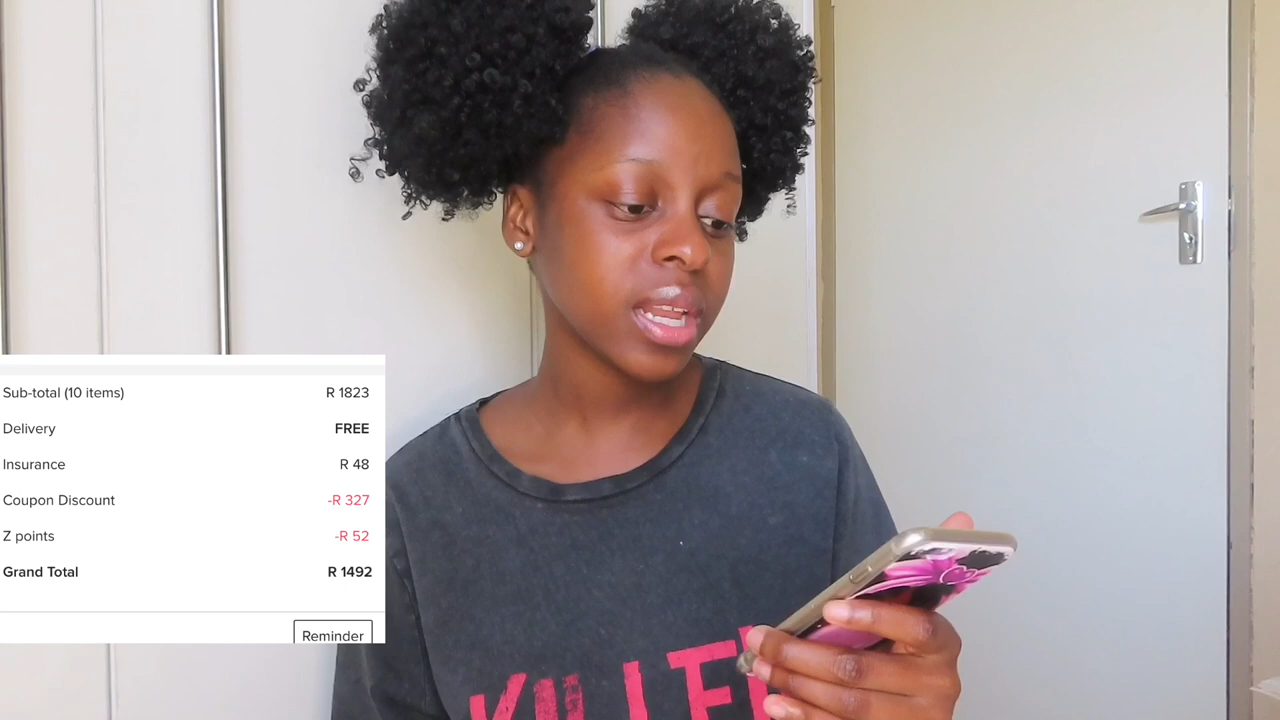 Sub-total (10 items) R 1823
Delivery FREE
Insurance R 48
Coupon Discount -R 327
Z points -R 52
Grand Total R 1492
Reminder